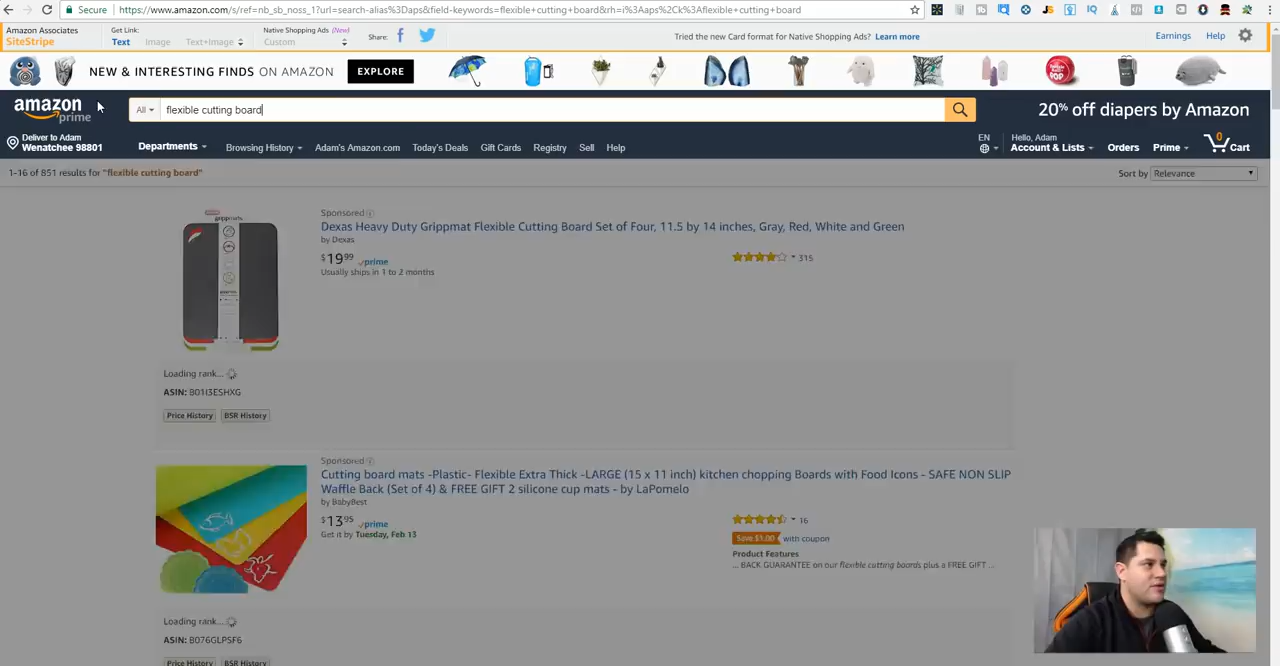 Secure
https://www.amazon.com/s/ref=nb_sb_noss_1?url=search-alias%3Daps&field-keywords=flexible+cutting+board&rh=i%3Aaps%2Ck%3Aflexible+cutting+board
Amazon Associates
SiteStripe
Get Link:
Text Image Text+Image
Native Shopping Ads (New)
Custom
Share:
Tried the new Card format for Native Shopping Ads? Learn more
Earnings Help
NEW & INTERESTING FINDS ON AMAZON EXPLORE
amazon
prime
All
flexible cutting board
20% off diapers by Amazon
Deliver to Adam
Wenatchee 98801
Departments Browsing History Adam's Amazon.com Today's Deals Gift Cards Registry Sell Help
EN
Hello, Adam
Account & Lists Orders Prime 0 Cart
1-16 of 851 results for "flexible cutting board"
Sort by Relevance
Sponsored
Dexas Heavy Duty Grippmat Flexible Cutting Board Set of Four, 11.5 by 14 inches, Gray, Red, White and Green
by Dexas
$19 99 prime
Usually ships in 1 to 2 months
315
Loading rank...
ASIN: B01I3ESHXG
Price History BSR History
Sponsored
Cutting board mats -Plastic- Flexible Extra Thick -LARGE (15 x 11 inch) kitchen chopping Boards with Food Icons - SAFE NON SLIP
Waffle Back (Set of 4) & FREE GIFT 2 silicone cup mats - by LaPomelo
by BabyBest
$13 95 prime
Get it by Tuesday, Feb 13
16
Save $1.00 with coupon
Product Features
... BACK GUARANTEE on our flexible cutting boards plus a FREE GIFT ...
Loading rank...
ASIN: B076GLPSF6
Price History BSR History